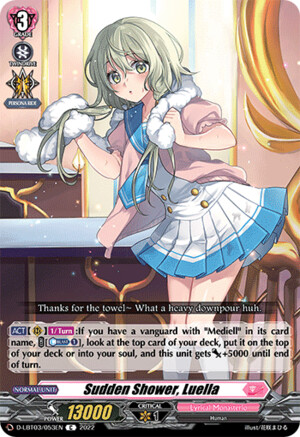 3
GRADE
TWIN DRIVE
PERSONA RIDE
Thanks for the towel~ What a heavy downpour huh.
ACT 1/Turn :If you have a vanguard with "Mediell" in its card
name, look at the top card of your deck, put it on the top
of your deck or into your soul, and this unit gets +5000 until end
of turn.
NORMAL UNIT
Sudden Shower, Luella
POWER 13000
CRITICAL
1
Lyrical Monasterio
Human
D-LBT03/053EN C 2022